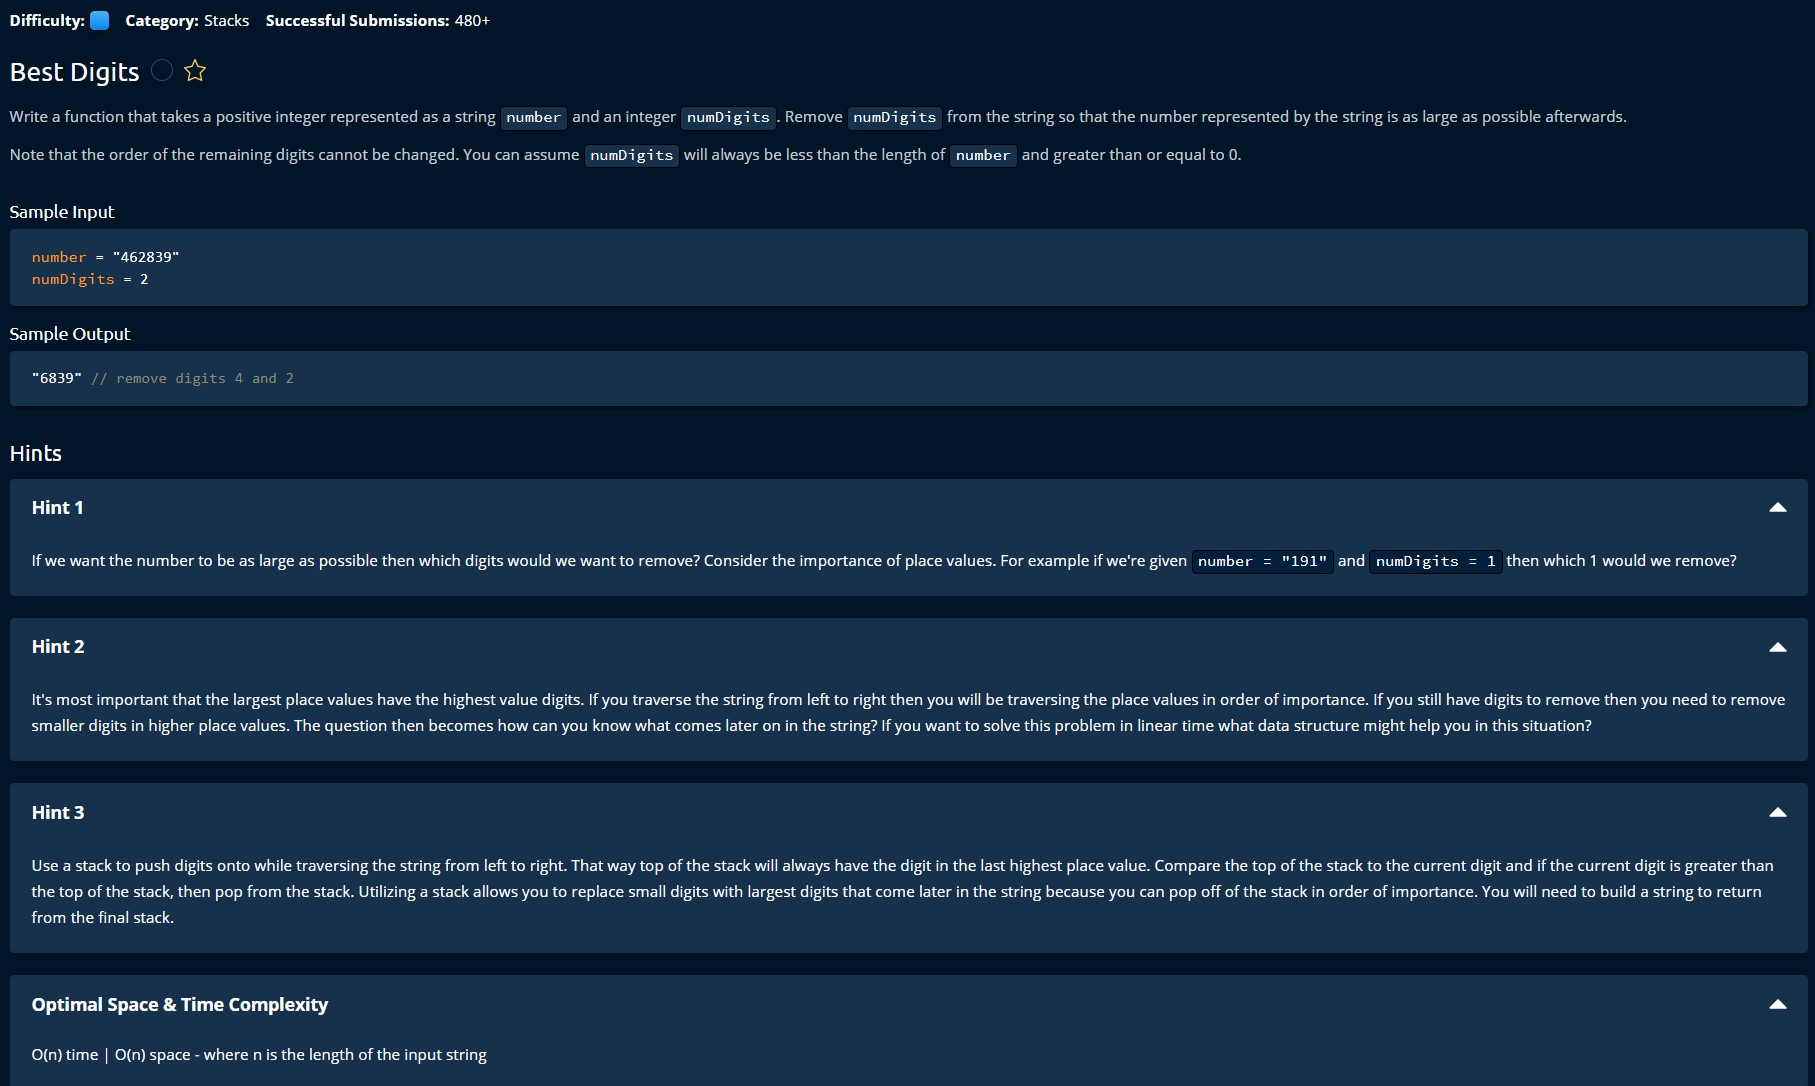 Difficulty: Category: Stacks Successful Submissions: 480+
Best Digits
Write a function that takes a positive integer represented as a string number and an integer numDigits . Remove numDigits from the string so that the number represented by the string is as large as possible afterwards.
Note that the order of the remaining digits cannot be changed. You can assume numDigits will always be less than the length of number and greater than or equal to 0.
Sample Input
number = "462839"
numDigits = 2
Sample Output
"6839" // remove digits 4 and 2
Hints
Hint 1
If we want the number to be as large as possible then which digits would we want to remove? Consider the importance of place values. For example if we're given number = "191" and numDigits = 1 then which 1 would we remove?
Hint 2
It's most important that the largest place values have the highest value digits. If you traverse the string from left to right then you will be traversing the place values in order of importance. If you still have digits to remove then you need to remove
smaller digits in higher place values. The question then becomes how can you know what comes later on in the string? If you want to solve this problem in linear time what data structure might help you in this situation?
Hint 3
Use a stack to push digits onto while traversing the string from left to right. That way top of the stack will always have the digit in the last highest place value. Compare the top of the stack to the current digit and if the current digit is greater than
the top of the stack, then pop from the stack. Utilizing a stack allows you to replace small digits with largest digits that come later in the string because you can pop off of the stack in order of importance. You will need to build a string to return
from the final stack.
Optimal Space & Time Complexity
O(n) time | O(n) space - where n is the length of the input string